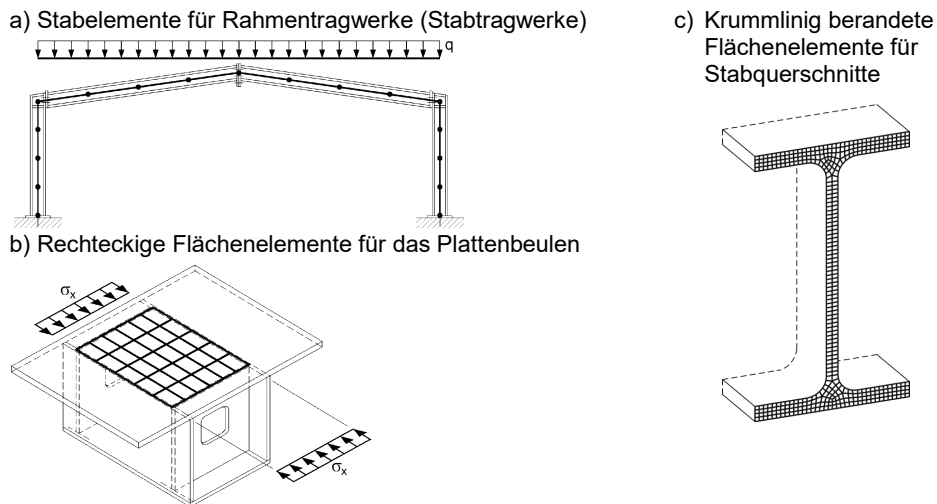 a) Stabelemente für Rahmentragwerke (Stabtragwerke)
q
b) Rechteckige Flächenelemente für das Plattenbeulen
σx
σx
c) Krummlinig berandete
Flächenelemente für
Stabquerschnitte